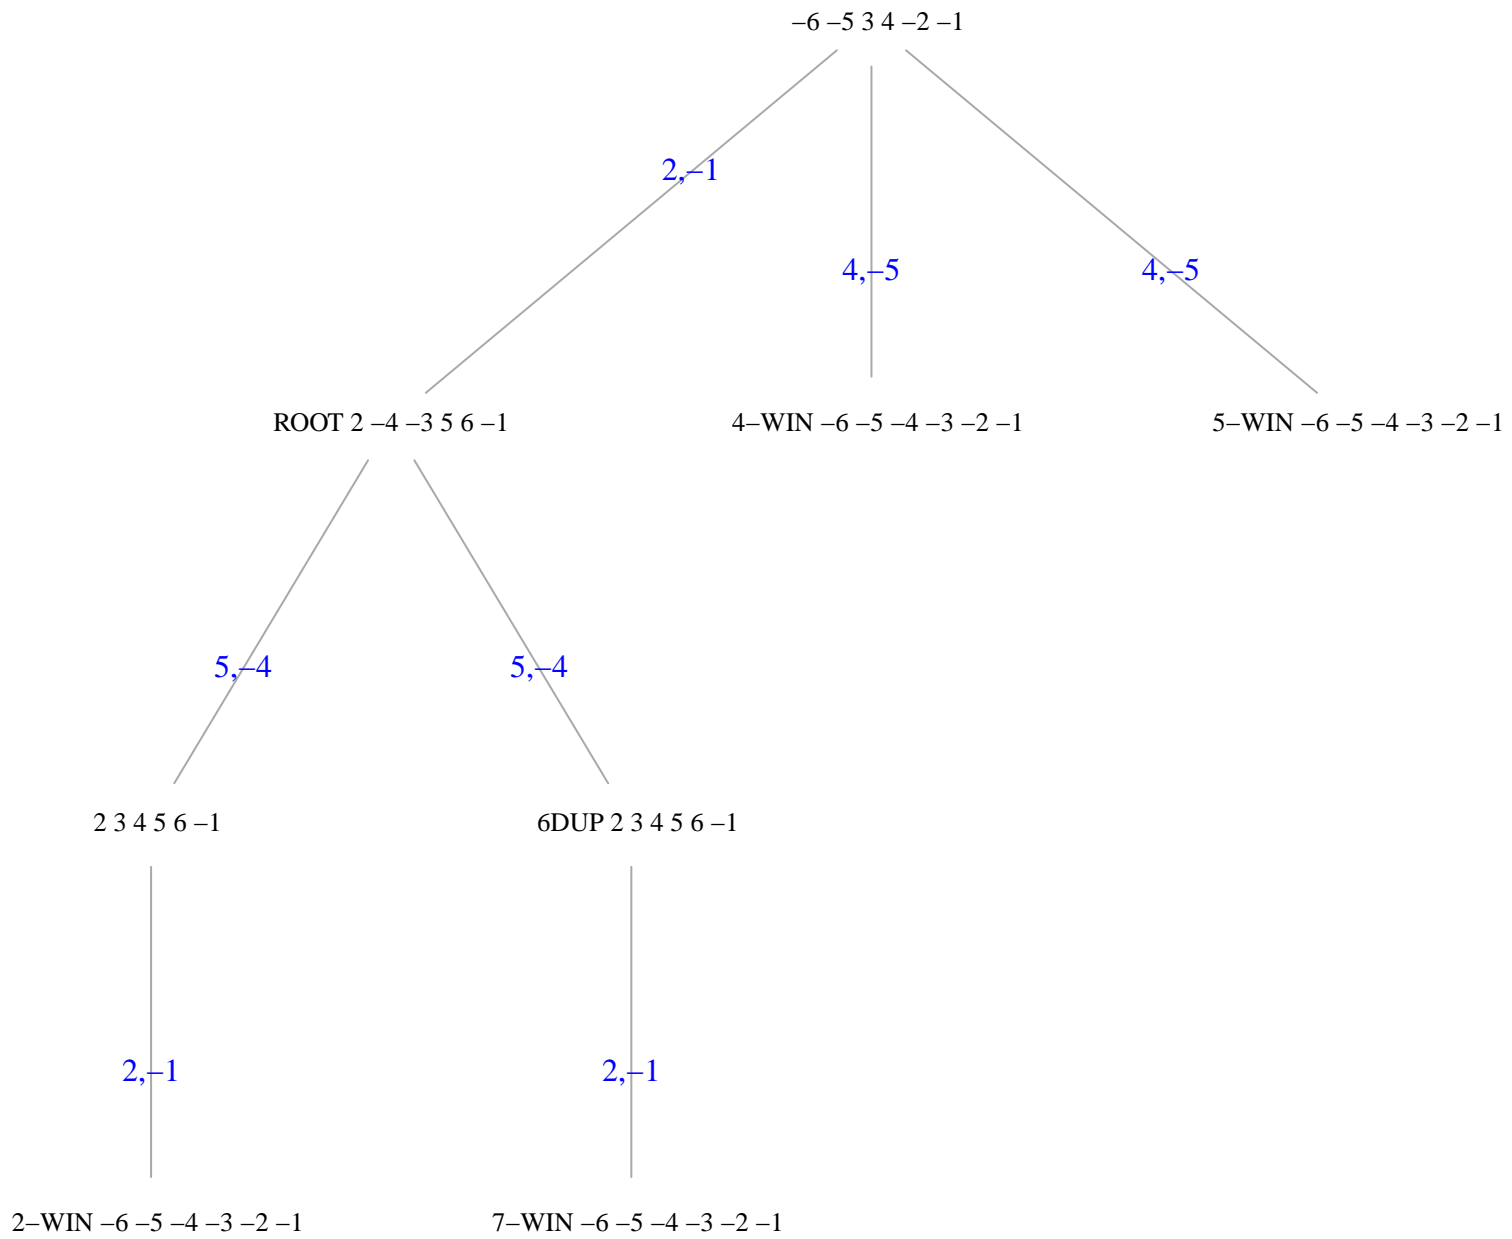 –6 –5 3 4 –2 –1
2,–1
4,–5
4,–5
ROOT 2 –4 –3 5 6 –1
4–WIN –6 –5 –4 –3 –2 –1
5–WIN –6 –5 –4 –3 –2 –1
5,–4
5,–4
2 3 4 5 6 –1
6DUP 2 3 4 5 6 –1
2,–1
2,–1
2–WIN –6 –5 –4 –3 –2 –1
7–WIN –6 –5 –4 –3 –2 –1